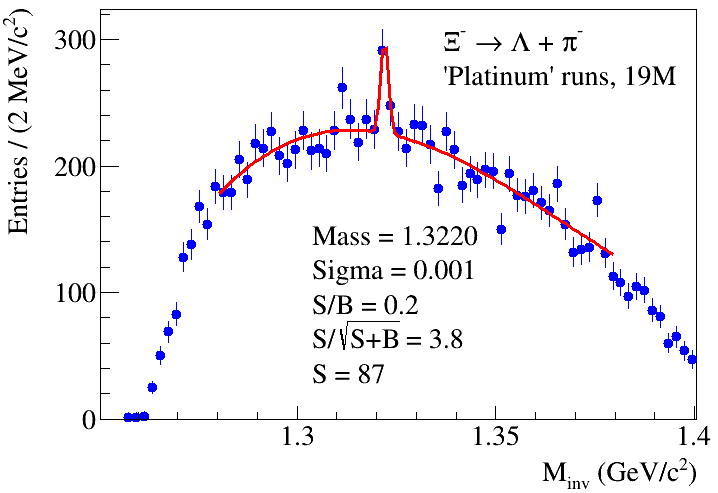 Ξ⁻ → Λ + π⁻
'Platinum' runs, 19M
Entries / (2 MeV/c²)
300
200
100
0
Mass = 1.3220
Sigma = 0.001
S/B = 0.2
S/√S+B = 3.8
S = 87
1.3
1.35
1.4
M_inv (GeV/c²)